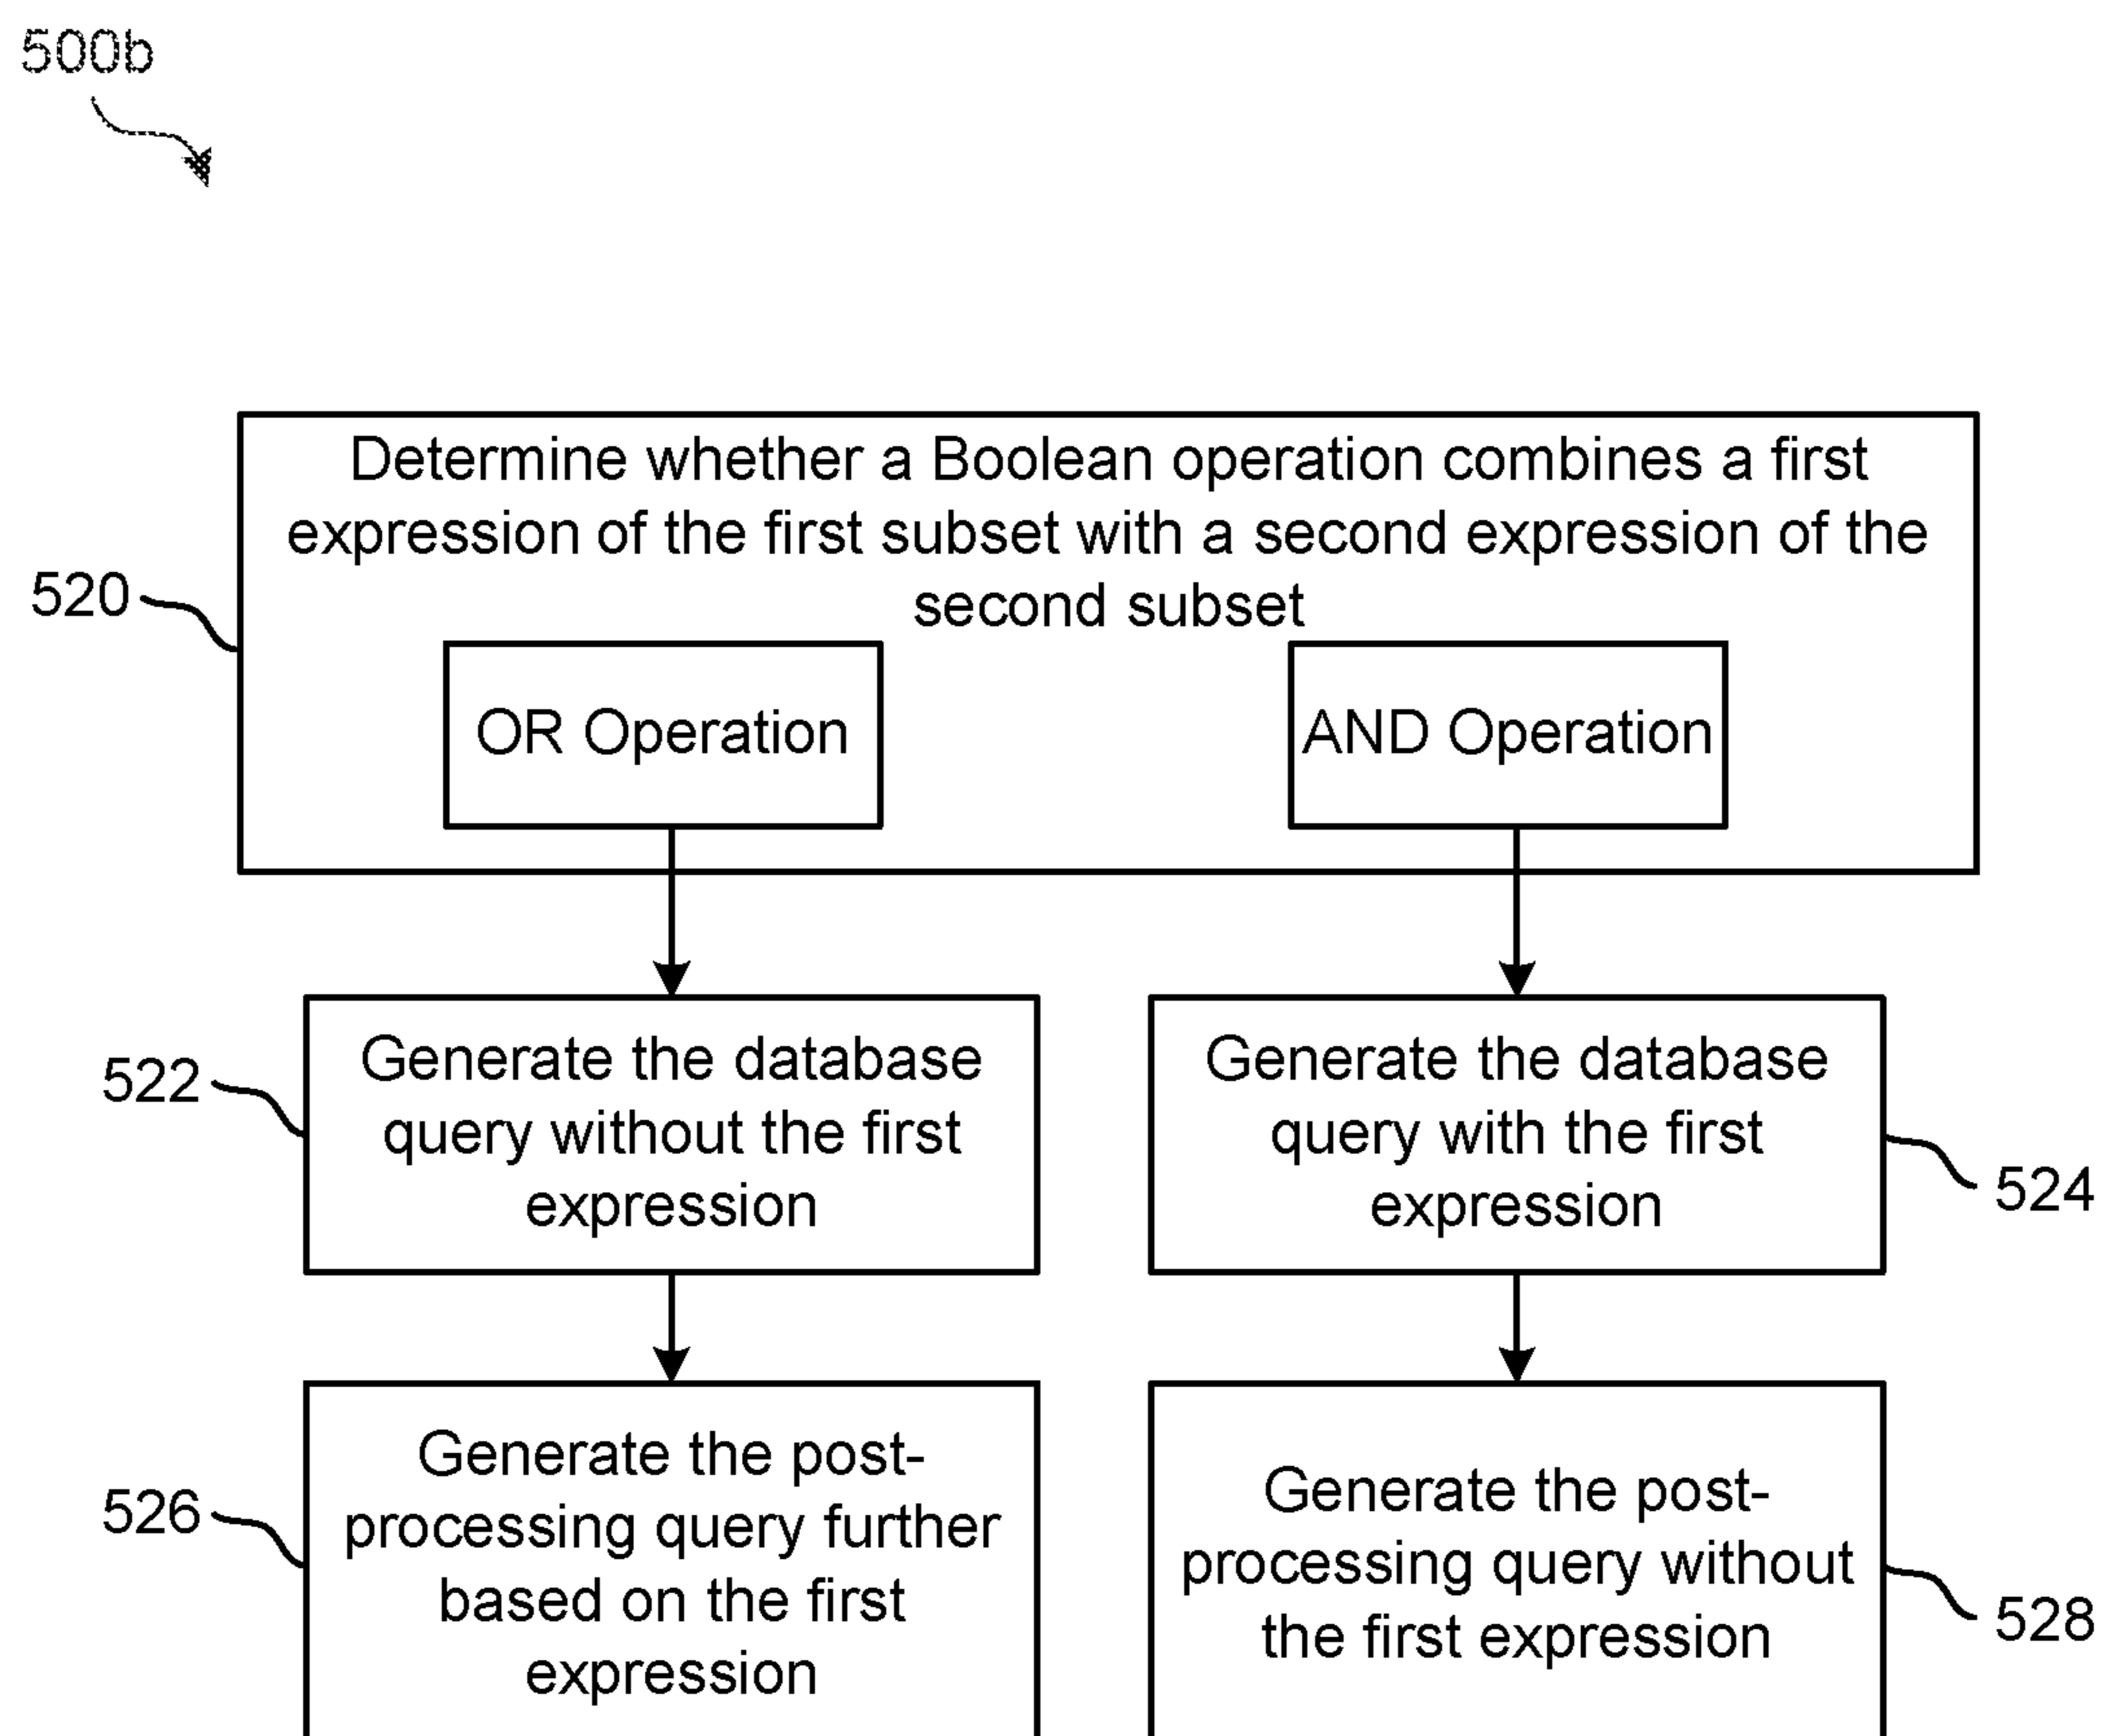 500b
Determine whether a Boolean operation combines a first
expression of the first subset with a second expression of the
second subset
520
OR Operation
AND Operation
522
Generate the database
query without the first
expression
Generate the database
query with the first
expression
524
526
Generate the post-
processing query further
based on the first
expression
Generate the post-
processing query without
the first expression
528